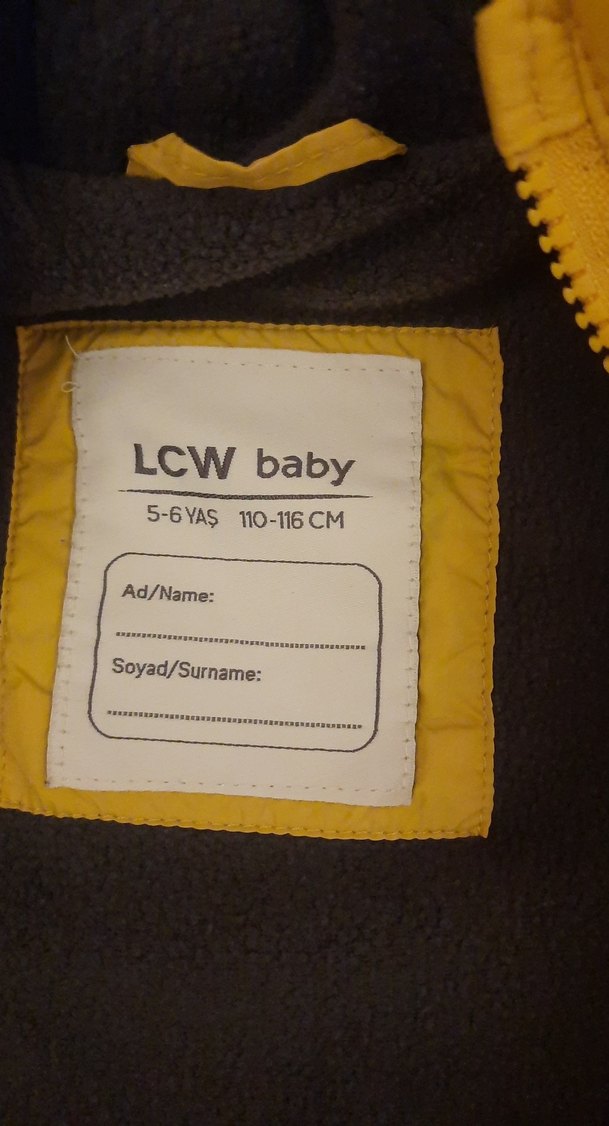 LCW baby
5-6 YAŞ 110-116 CM
Ad/Name:
Soyad/Surname: